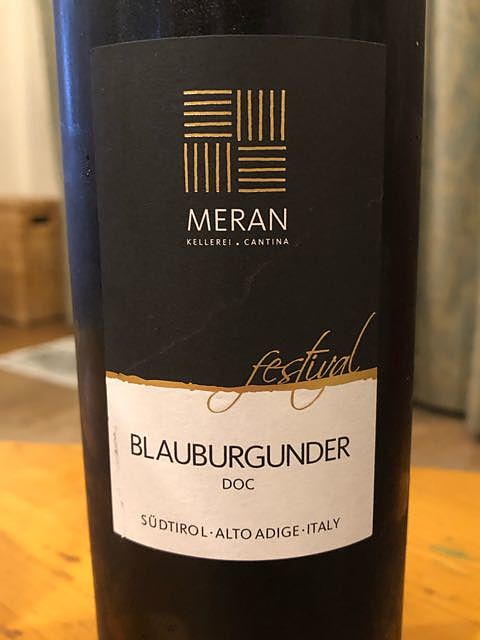 MERAN
KELLEREI . CANTINA
festival
BLAUBURGUNDER
DOC
SÜDTIROL · ALTO ADIGE · ITALY